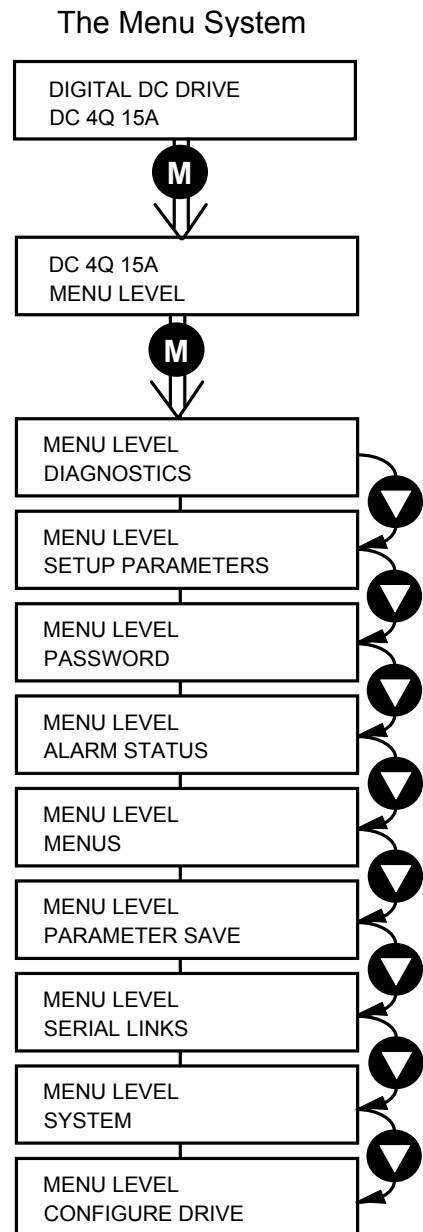 The Menu System
DIGITAL DC DRIVE
DC 4Q 15A
M
DC 4Q 15A
MENU LEVEL
M
MENU LEVEL
DIAGNOSTICS
MENU LEVEL
SETUP PARAMETERS
MENU LEVEL
PASSWORD
MENU LEVEL
ALARM STATUS
MENU LEVEL
MENUS
MENU LEVEL
PARAMETER SAVE
MENU LEVEL
SERIAL LINKS
MENU LEVEL
SYSTEM
MENU LEVEL
CONFIGURE DRIVE